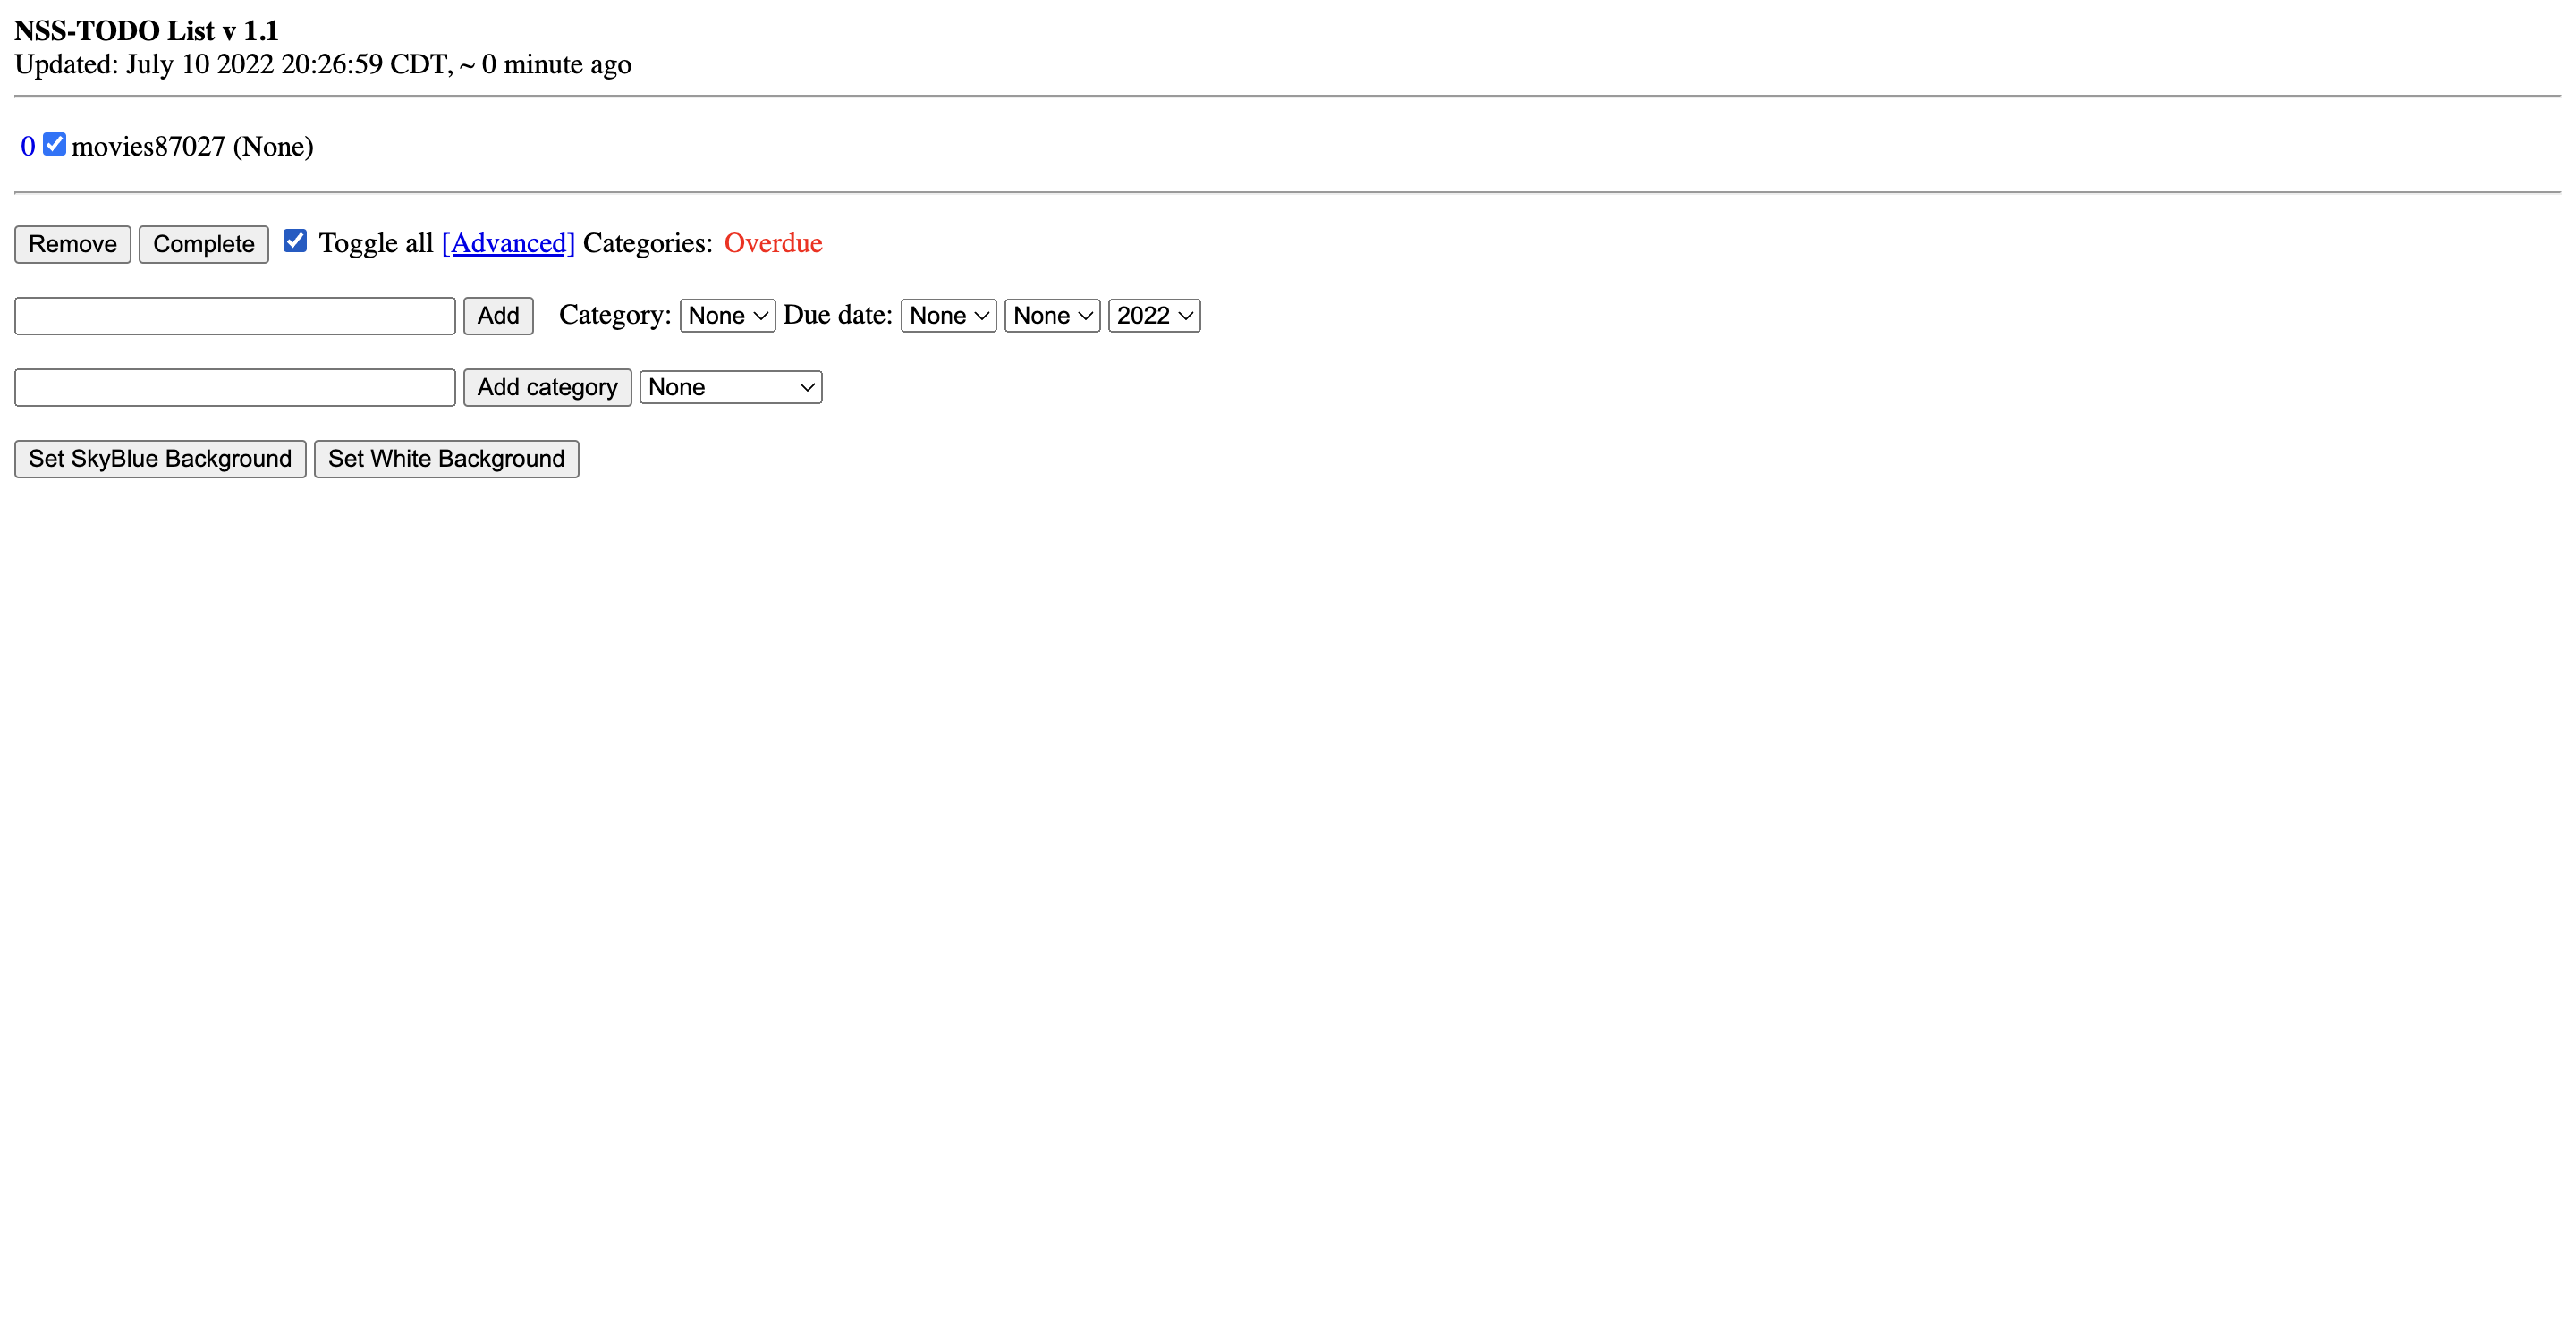 NSS-TODO List v 1.1
Updated: July 10 2022 20:26:59 CDT, ~ 0 minute ago
0 movies87027 (None)
Remove Complete Toggle all [Advanced] Categories: Overdue
Add Category: None Due date: None None 2022
Add category None
Set SkyBlue Background Set White Background